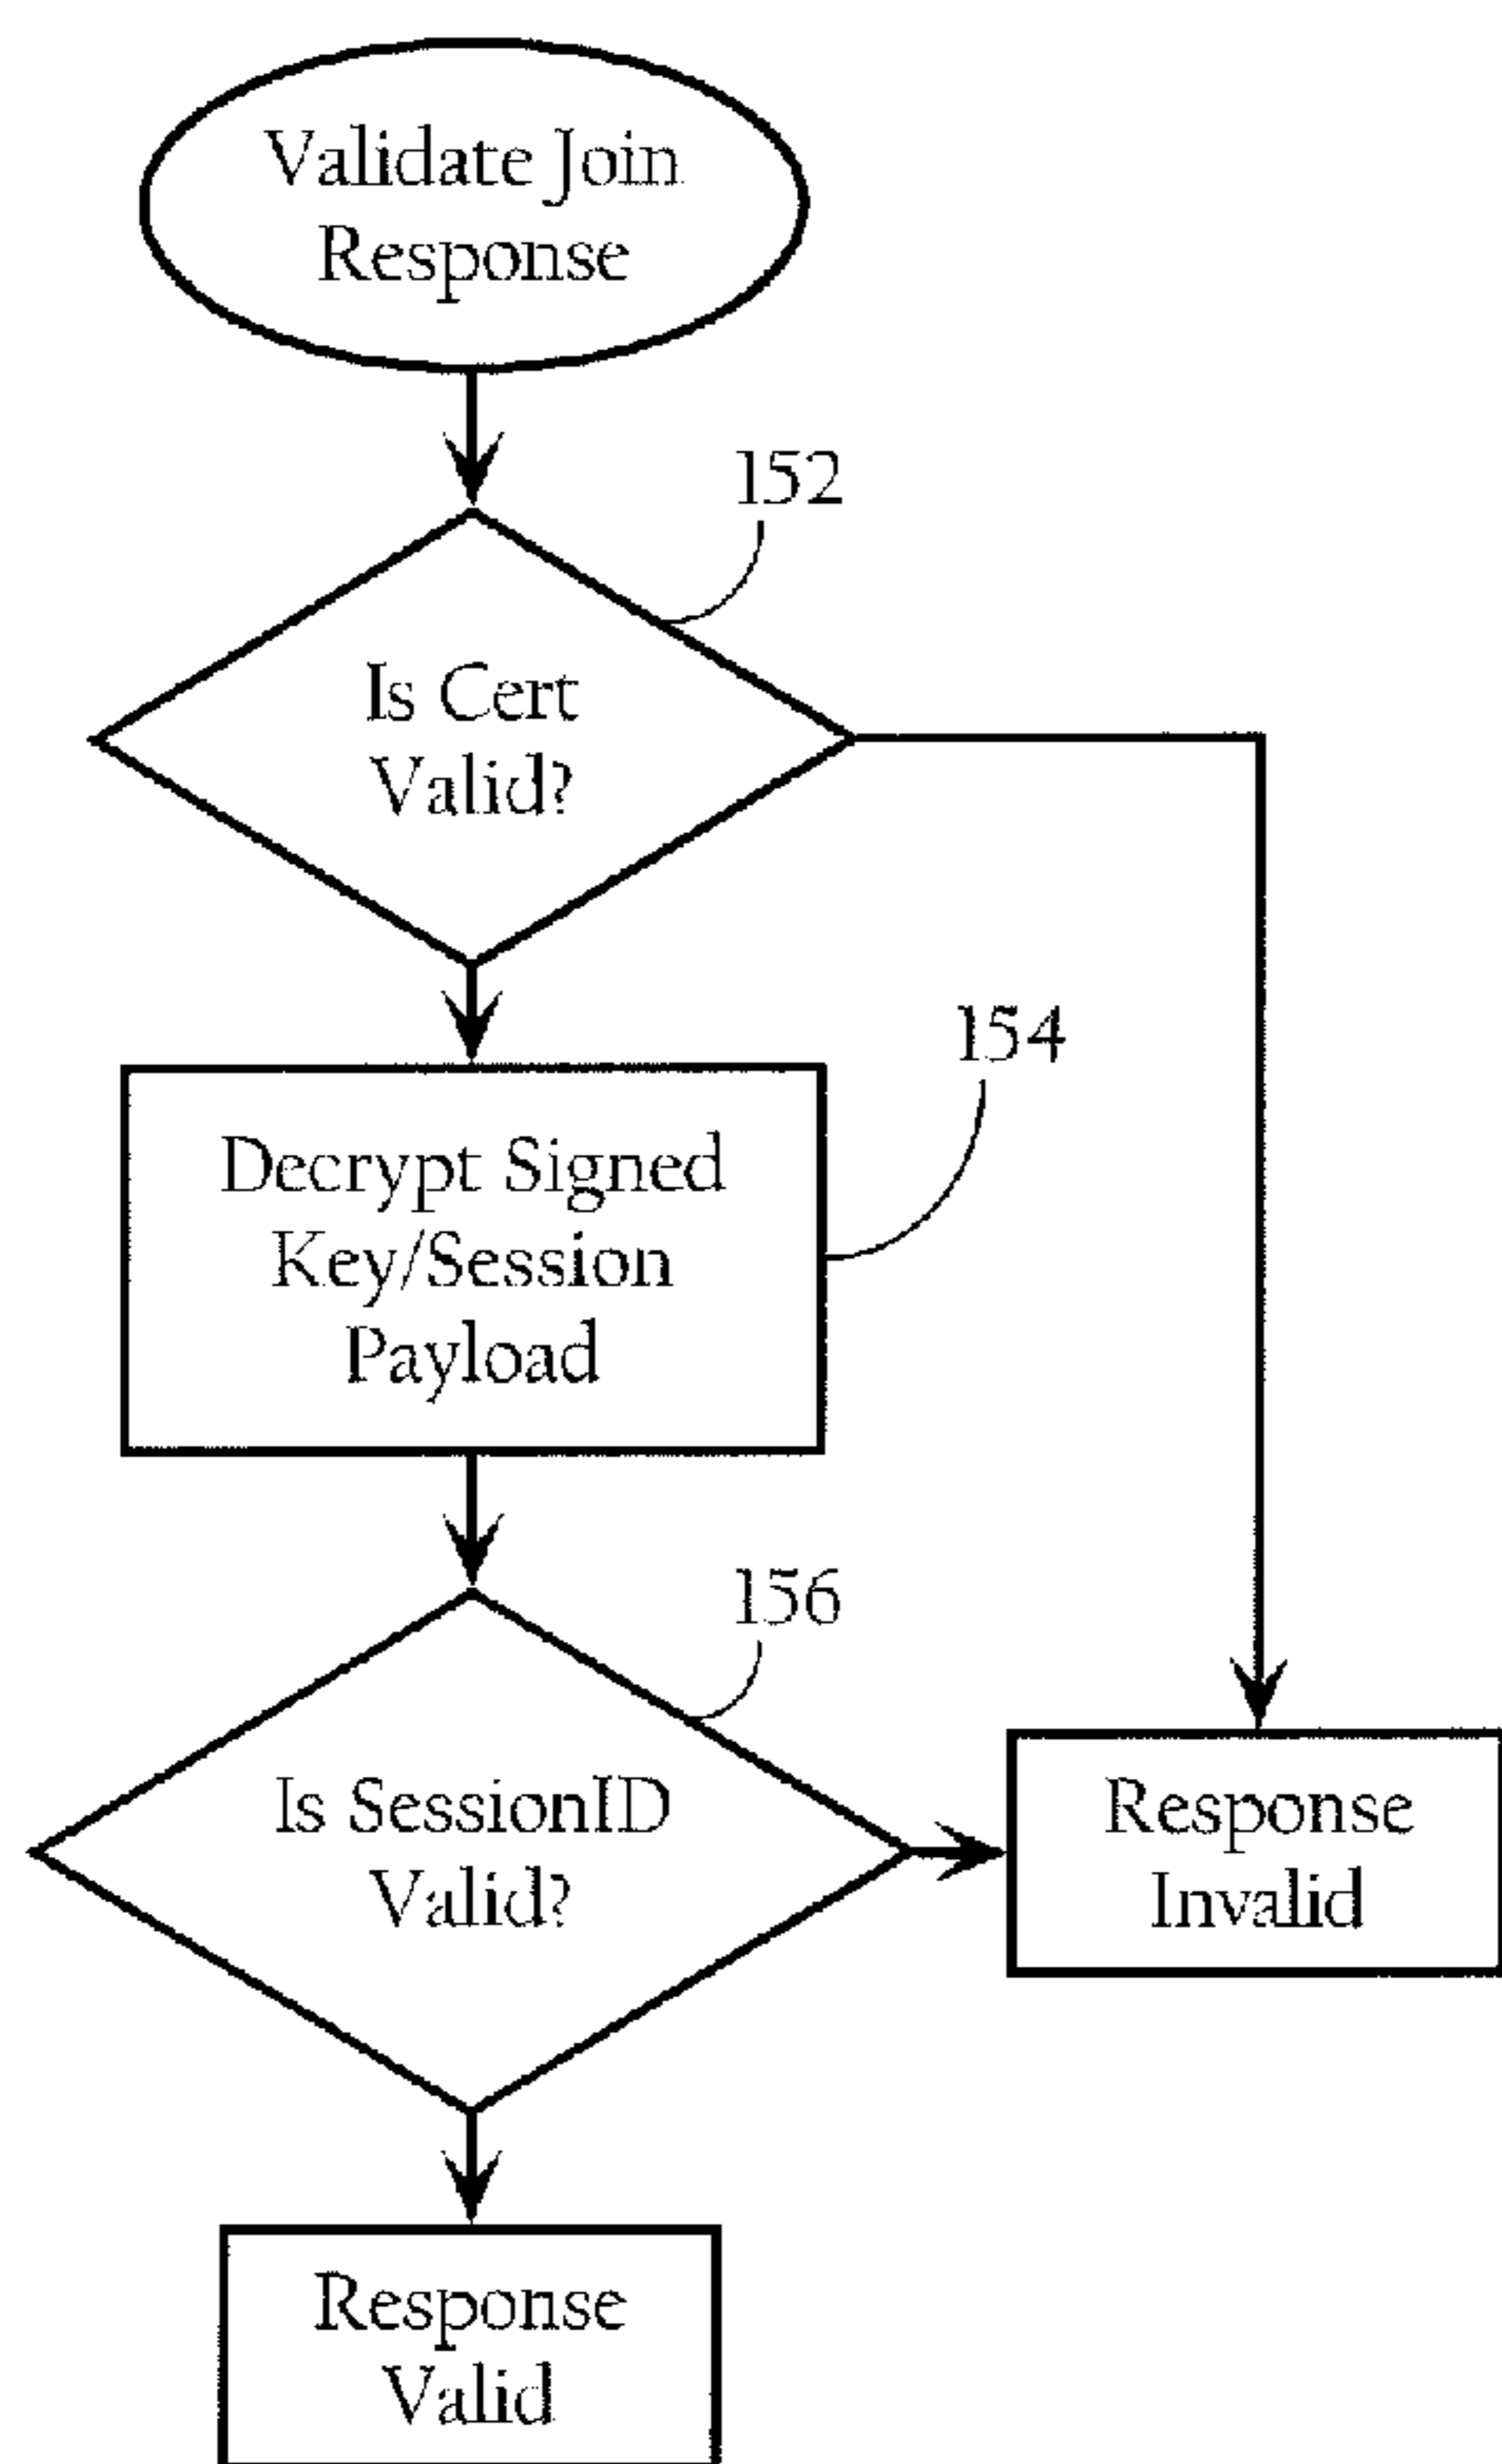 Validate Join
Response
152
Is Cert
Valid?
154
Decrypt Signed
Key/Session
Payload
156
Is SessionID
Valid?
Response
Invalid
Response
Valid